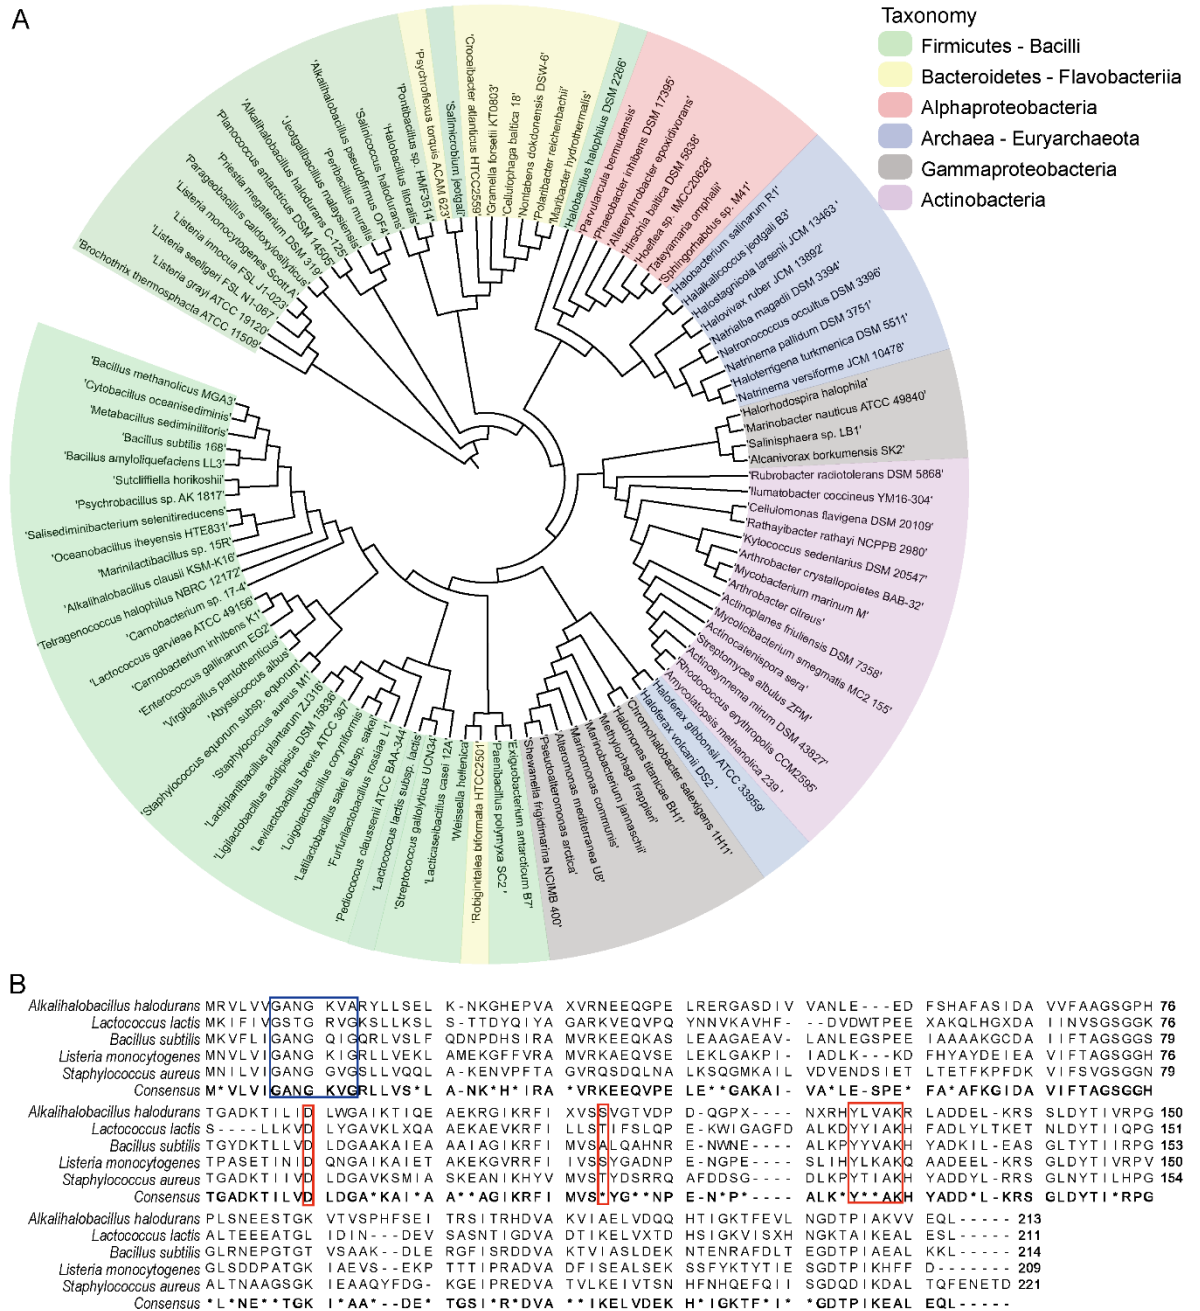 A
Taxonomy
Firmicutes - Bacilli
Bacteroidetes - Flavobacteriia
Alphaproteobacteria
Archaea - Euryarchaeota
Gammaproteobacteria
Actinobacteria
'Brochothrix thermosphacta ATCC 11509'
'Listeria grayi ATCC 19120'
'Listeria seeligeri FSL N1-067'
'Listeria innocua FSL J1-023'
'Listeria monocytogenes Scott A'
'Parageobacillus caldoxylosilyticus'
'Priestia megaterium DSM 319'
'Planococcus antarcticus DSM 14505'
'Alkalihalobacillus halodurans C-125'
'Jeotgalibacillus malaysiensis'
'Peribacillus muralis'
'Alkalihalobacillus pseudofirmus OF4'
'Salinicoccus halodurans'
'Halobacillus litoralis'
'Pontibacillus sp. HMF3514'
'Psychroflexus torquis ACAM 623'
'Salimicrobium jeotgali'
'Croceibacter atlanticus HTCC2559'
'Gramella forsetii KT0803'
'Cellulophaga baltica 18'
'Nonlabens dokdonensis DSW-6'
'Polaribacter reichenbachii'
'Maribacter hydrothermalis'
'Halobacillus halophilus DSM 2266'
'Parvularcula bermudensis'
'Phaeobacter inhibens DSM 17395'
'Altererythrobacter epoxidivorans'
'Hirschia baltica DSM 5838'
'Hoeflea sp. IMCC20628'
'Tateyamaria omphalii'
'Sphingorhabdus sp. M41'
'Halobacterium salinarum R1'
'Halalkalicoccus jeotgali B3'
'Halostagnicola larsenii JCM 13463'
'Halovivax ruber JCM 13892'
'Natrialba magadii DSM 3394'
'Natronococcus occultus DSM 3396'
'Natrinema pallidum DSM 3751'
'Haloterrigena turkmenica DSM 5511'
'Natrinema versiforme JCM 10478'
'Halorhodospira halophila'
'Marinobacter nauticus ATCC 49840'
'Salinisphaera sp. LB1'
'Alcanivorax borkumensis SK2'
'Rubrobacter radiotolerans DSM 5868'
'Ilumatobacter coccineus YM16-304'
'Cellulomonas flavigena DSM 20109'
'Rathayibacter rathayi NCPPB 2980'
'Kytococcus sedentarius DSM 20547'
'Arthrobacter crystallopoietes BAB-32'
'Mycobacterium marinum M'
'Arthrobacter citreus'
'Actinoplanes friuliensis DSM 7358'
'Mycolicibacterium smegmatis MC2 155'
'Actinocatenispora sera'
'Streptomyces albulus ZPM'
'Actinosynnema mirum DSM 43827'
'Rhodococcus erythropolis CCM2595'
'Amycolatopsis methanolica 239'
'Haloferax gibbonsii ATCC 33959'
'Haloferax volcanii DS2'
'Chromohalobacter salexigens 1H11'
'Halomonas titanicae BH1'
'Methylophaga frappieri'
'Marinobacterium jannaschii'
'Marinomonas communis'
'Alteromonas mediterranea U8'
'Pseudoalteromonas arctica'
'Shewanella frigidimarina NCIMB 400'
'Exiguobacterium antarcticum B7'
'Paenibacillus polymyxa SC2'
'Robiginitalea biformata HTCC2501'
'Weissella hellenica'
'Lacticaseibacillus casei 12A'
'Streptococcus gallolyticus UCN34'
'Lactococcus lactis subsp. lactis'
'Pediococcus claussenii ATCC BAA-344'
'Furfurilactobacillus rossiae L1'
'Latilactobacillus sakei subsp. sakei'
'Loigolactobacillus coryniformis'
'Levilactobacillus brevis ATCC 367'
'Ligilactobacillus acidipiscis DSM 15836'
'Lactiplantibacillus plantarum ZJ316'
'Staphylococcus aureus M1'
'Staphylococcus equorum subsp. equorum'
'Abyssicoccus albus'
'Virgibacillus pantothenticus'
'Enterococcus gallinarum EG2'
'Carnobacterium inhibens K1'
'Lactococcus garvieae ATCC 49156'
'Carnobacterium sp. 17-4'
'Tetragenococcus halophilus NBRC 12172'
'Alkalihalobacillus clausii KSM-K16'
'Marinilactibacillus sp. 15R'
'Oceanobacillus iheyensis HTE831'
'Salisediminibacterium selenitireducens'
'Psychrobacillus sp. AK 1817'
'Sutcliffiella horikoshii'
'Bacillus amyloliquefaciens LL3'
'Bacillus subtilis 168'
'Metabacillus sediminilitoris'
'Cytobacillus oceanisediminis'
'Bacillus methanolicus MGA3'
B
Alkalihalobacillus halodurans MRVLVVGANG KVARYLLSEL K-NKGHEPVA XVRNEEQGPE LRERGASDIV VANLE---ED FSHAFASIDA VVFAAGSGPH 76
Lactococcus lactis MKIFIVGSTG RVGKSLLKSL S-TTDYQIYA GARKVEQVPQ YNNVKAVHF- -DVDWTPEE XAKQLHGXDA IINVSGSGGK 76
Bacillus subtilis MKVFLIGANG QIGQRLVSLF QDNPDHSIRA MVRKEEQKAS LEAAGAEAV- LANLEGSPEE IAAAAKGCDA IIFTAGSGGS 79
Listeria monocytogenes MNVLVIGANG KIGRLLVEKL AMEKGFFVRA MVRKAEQVSE LEKLGAKPI- IADLK---KD FHYAYDEIEA VVFTAGSGGH 76
Staphylococcus aureus MNILVIGANG GVGSLLVQQL AKENVPFTAG VRQSDQLNAL KSQGMKAILV DVENDSIETL TETFKPFDKV IFSVGSGGN 79
Consensus M*VLVIGANG KVGRLLVS*L A-NK*H*IRA *VRKEEQVPE LE**GAKAI- VA*LE-SPE* FA*AFKGIDA VIFTAGSGGH
Alkalihalobacillus halodurans TGADKTILID LWGAIKTIQE AEKRGIKRFI XVSSVGTVDP D-QGPX---- NXRHYLVAKR LADDELKRS SLDYTIVRPG 150
Lactococcus lactis S----LLKVD LYGAVKLXQA AEKTEVKRFI LLSTIFSLQP E-KWIGAGFD ALKDYYIAKH FADLYLTKET NLDYTIIQPG 151
Bacillus subtilis TGYDKTLLVD LDGAAKAIEA AAIAGIKRFI MVSALQAHNR E-NWNE---- ALKPYYVAKH YADKIL-EAS GLTYTIIRPG 153
Listeria monocytogenes TPASETINID QNGAIKAIET AKEKGVRRFI IVSSYGADNP E-NGPE---- SLIHYLKAKQ AADEELKRS GLDYTIVRPV 150
Staphylococcus aureus TGADKTIIVD LDGAVKSMIA SKEANIKHYV MVSTYDSRRQ AFDDSG---- DLKPYTIAKH YADDHLRRS NLNYTILHPG 154
Consensus TGADKTILVD LDGA*KAI*A A**AGIKRFI MVS*YG**NP E-N*P*---- ALK*Y**AKH YADD*L-KRS GLDYTI*RPG
Alkalihalobacillus halodurans PLSNEESTGK VTVSPHFSEI TRSITRHDVA KVIAELVDQQ HTIGKTFEVL NGDTPIAKVV EQL----- 213
Lactococcus lactis ALTEEEATGL IDIN---DEV SASNTIGDVA DTIKELVXTD HSIGKVISXH NGKTAIKEAL ESL----- 211
Bacillus subtilis GLRNEPGTGT VSAAK--DLE RGFISRDDVA KTVIASLDEK NTENRAFDLT EGDTPIAEAL KKL----- 214
Listeria monocytogenes GLSDDPATGK IAEVS--EKP TTTIPRADVA DFISEALSEK SSFYKTYTIE NGDTPIKHFF D------- 209
Staphylococcus aureus ALTNAAGSGK IEAAQYFDG- KGEIPREDVA TVLKEIVTSN HFNHQEFQII SGDQDIKDAL TQFENETD 221
Consensus *L*NE**TGK I*AA*-DE* TGSI*R*DVA **IKELVDEK H*IGKTF*I* *GDTPIKEAL EQL-----